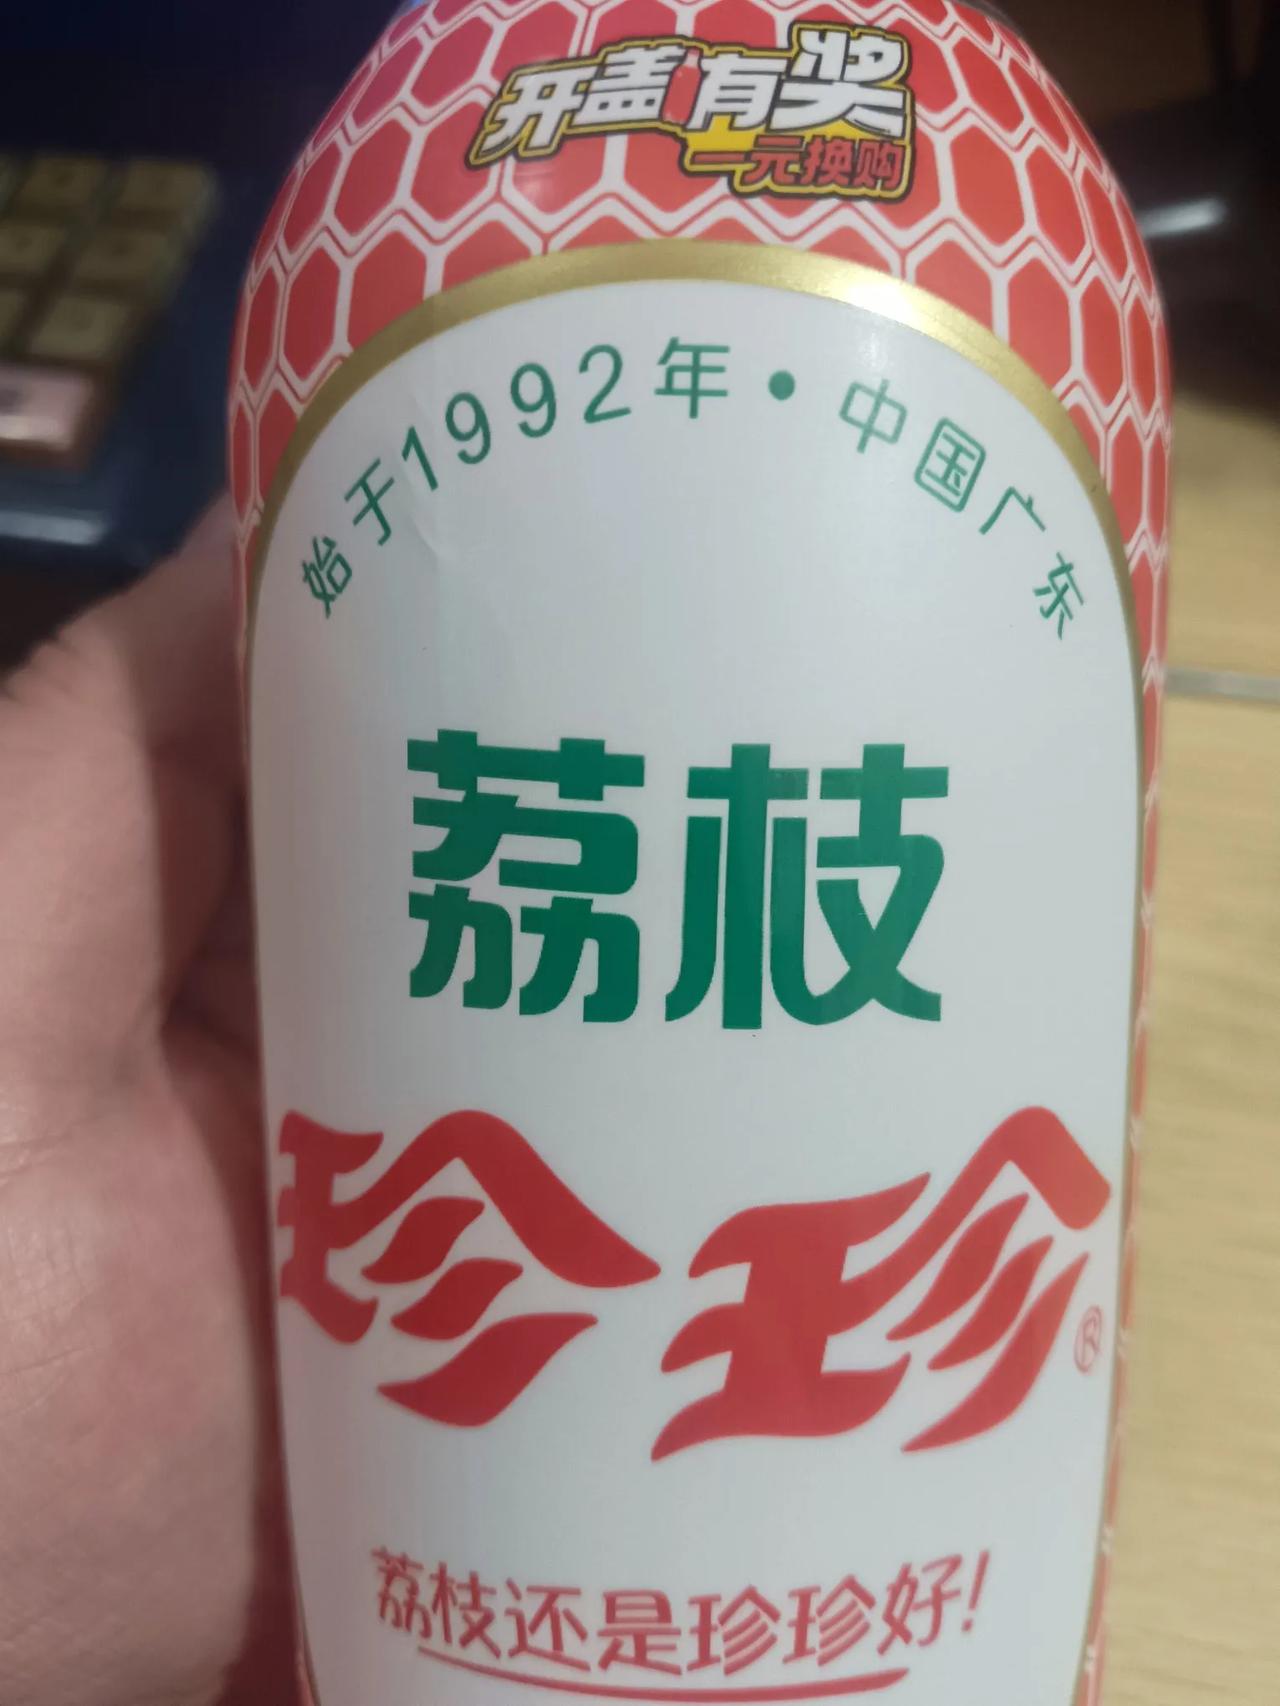 开盖有奖
一元换购
始于1992年·中国广东
荔枝
珍珍®
荔枝还是珍珍好!